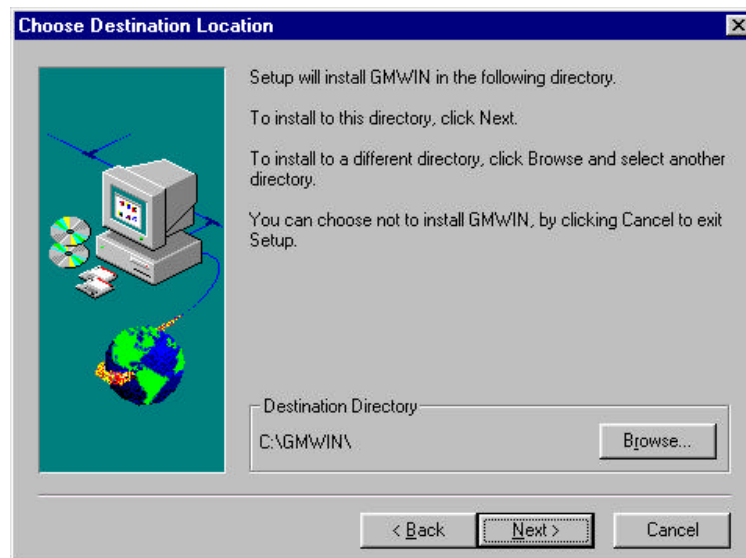 Choose Destination Location
Setup will install GMWIN in the following directory.
To install to this directory, click Next.
To install to a different directory, click Browse and select another
directory.
You can choose not to install GMWIN, by clicking Cancel to exit
Setup.
Destination Directory
C:\GMWIN\
Browse...
< Back
Next >
Cancel